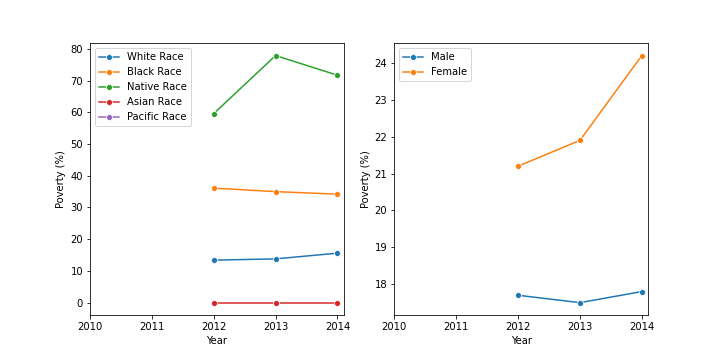 White Race
Black Race
Native Race
Asian Race
Pacific Race
Poverty (%)
80
70
60
50
40
30
20
10
0
2010 2011 2012 2013 2014
Year
Male
Female
Poverty (%)
24
23
22
21
20
19
18
2010 2011 2012 2013 2014
Year